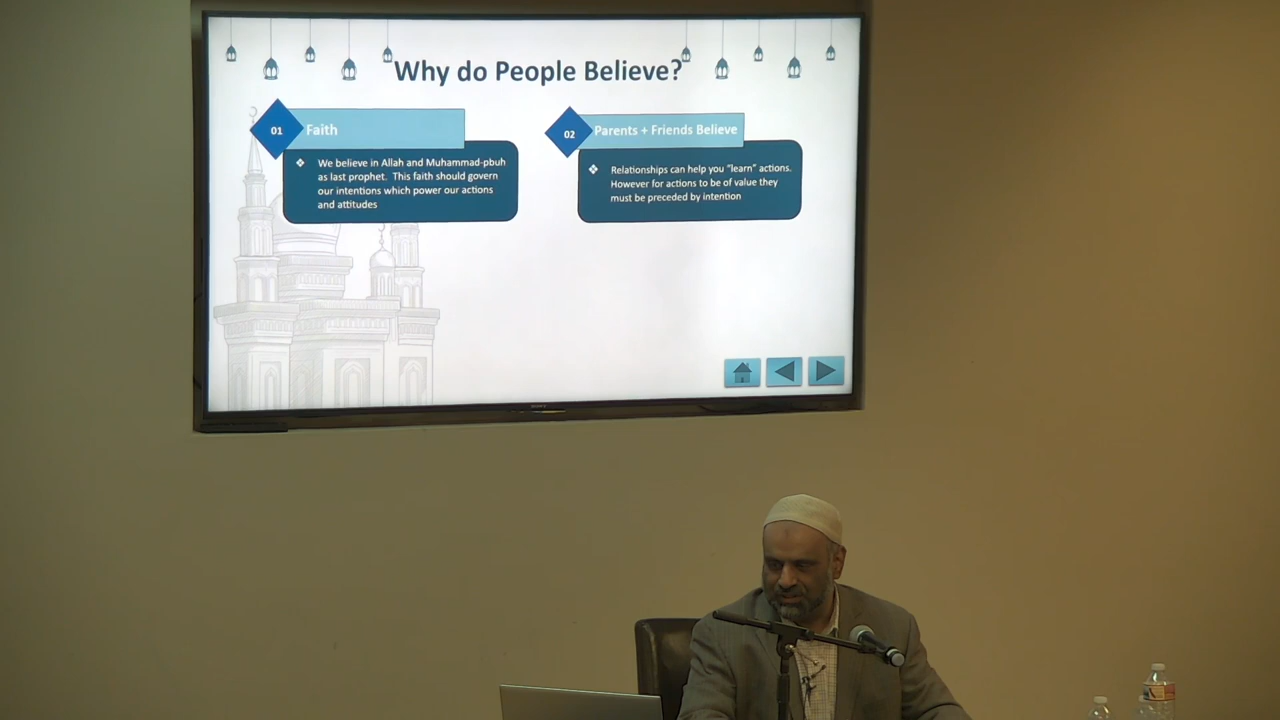 Why do People Believe?
01
Faith
❖ We believe in Allah and Muhammad-pbuh
as last prophet. This faith should govern
our intentions which power our actions
and attitudes
02
Parents + Friends Believe
❖ Relationships can help you "learn" actions.
However for actions to be of value they
must be preceded by intention
SONY